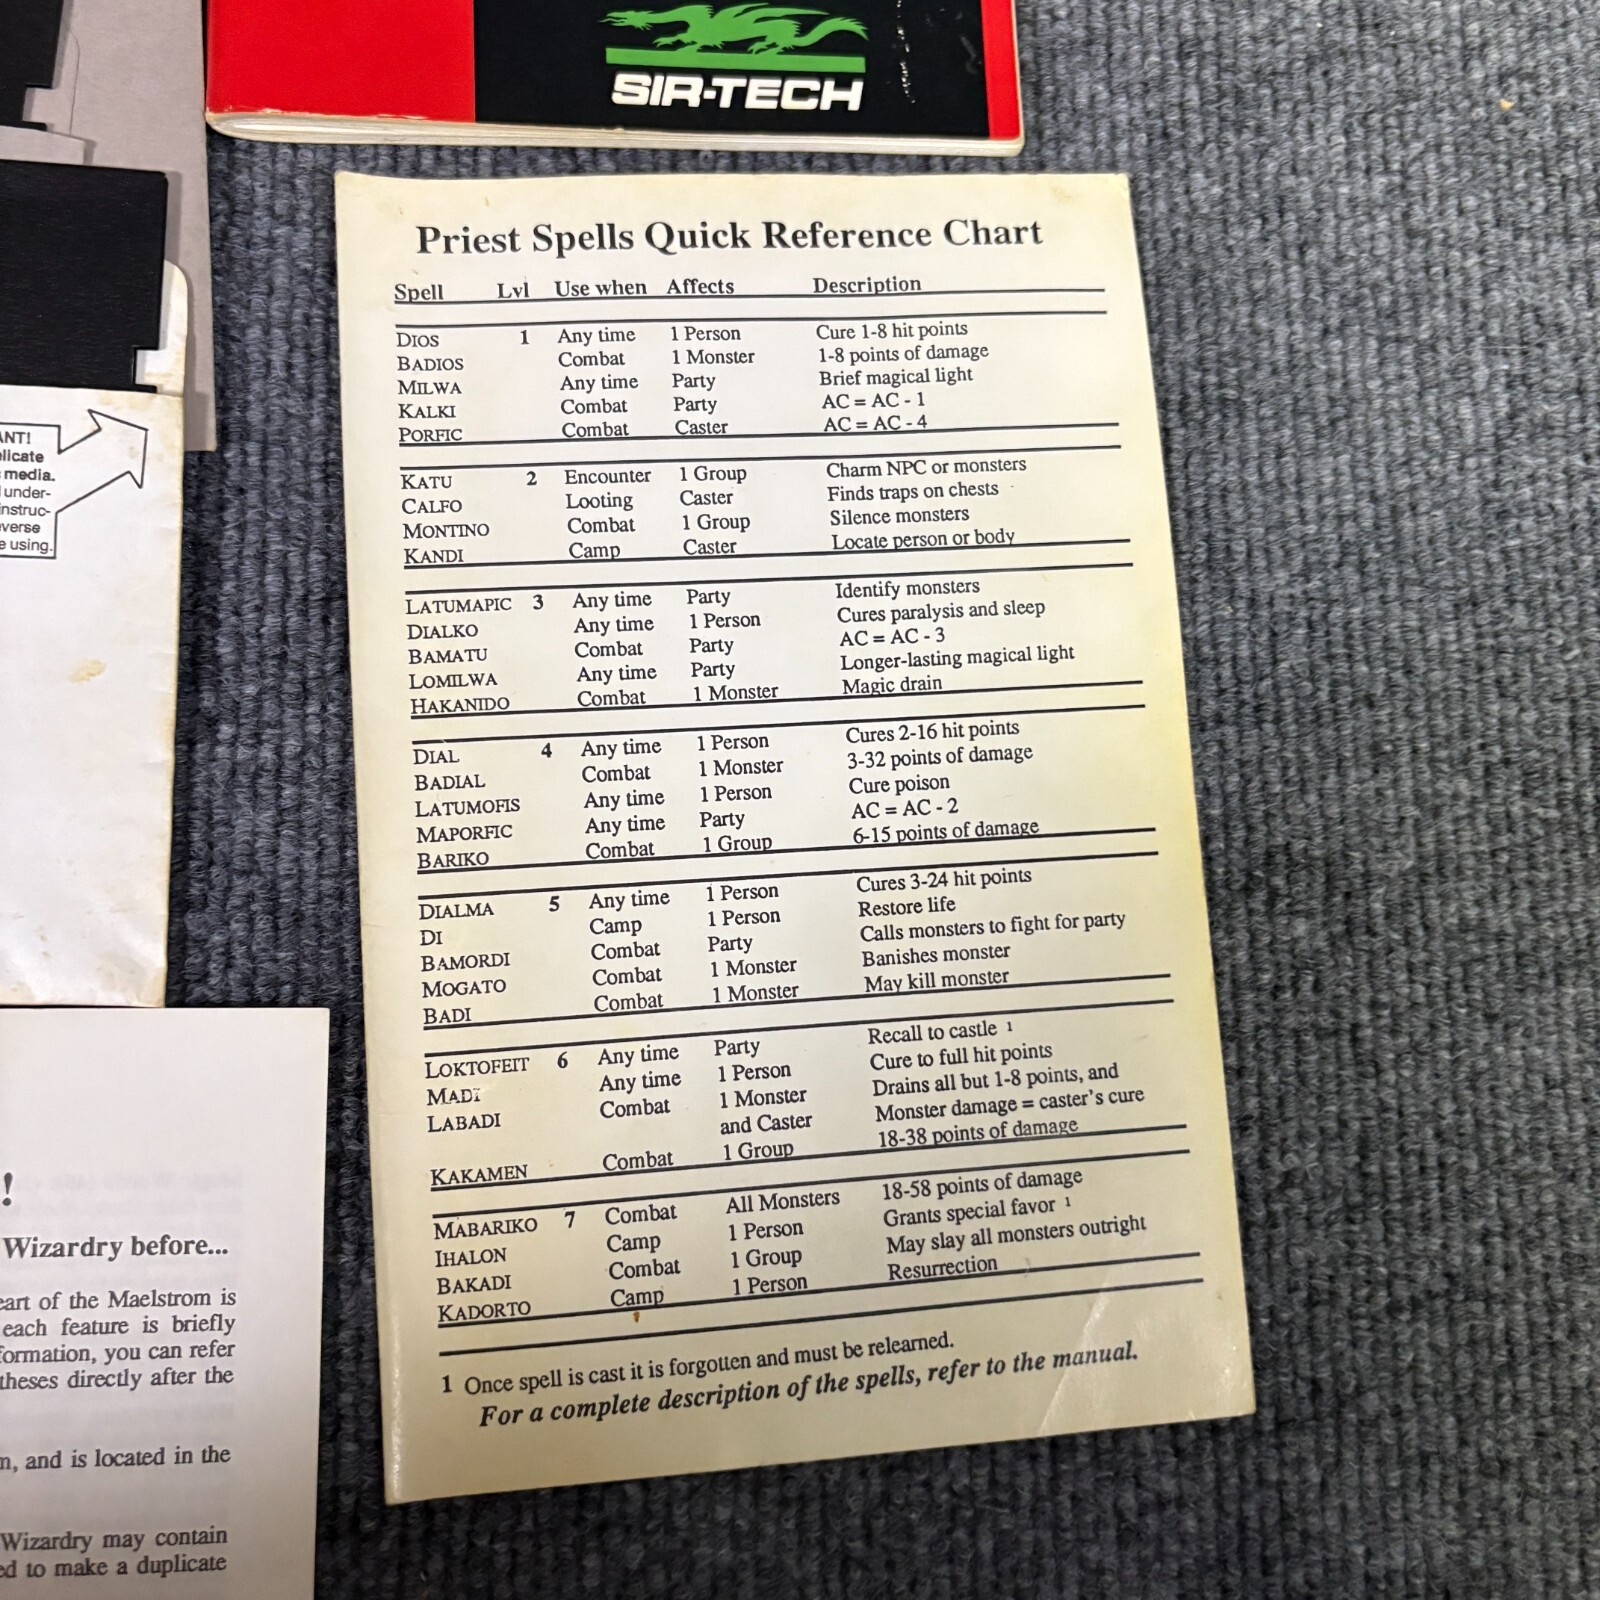 SIR-TECH
Priest Spells Quick Reference Chart
Spell Lvl Use when Affects Description
DIOS 1 Any time 1 Person Cure 1-8 hit points
BADIOS Combat 1 Monster 1-8 points of damage
MILWA Any time Party Brief magical light
KALKI Combat Party AC = AC - 1
PORFIC Combat Caster AC = AC - 4
KATU 2 Encounter 1 Group Charm NPC or monsters
CALFO Looting Caster Finds traps on chests
MONTINO Combat 1 Group Silence monsters
KANDI Camp Caster Locate person or body
LATUMAPIC 3 Any time Party Identify monsters
DIALKO Any time 1 Person Cures paralysis and sleep
BAMATU Combat Party AC = AC - 3
LOMILWA Any time Party Longer-lasting magical light
HAKANIDO Combat 1 Monster Magic drain
DIAL 4 Any time 1 Person Cures 2-16 hit points
BADIAL Combat 1 Monster 3-32 points of damage
LATUMOFIS Any time 1 Person Cure poison
MAPORFIC Any time Party AC = AC - 2
BARIKO Combat 1 Group 6-15 points of damage
DIALMA 5 Any time 1 Person Cures 3-24 hit points
DI Camp 1 Person Restore life
BAMORDI Combat Party Calls monsters to fight for party
MOGATO Combat 1 Monster Banishes monster
BADI Combat 1 Monster May kill monster
LOKTOFEIT 6 Any time Party Recall to castle 1
MADI Any time 1 Person Cure to full hit points
LABADI Combat 1 Monster Drains all but 1-8 points, and
and Caster Monster damage = caster's cure
KAKAMEN Combat 1 Group 18-38 points of damage
MABARIKO 7 Combat All Monsters 18-58 points of damage
IHALON Camp 1 Person Grants special favor 1
BAKADI Combat 1 Group May slay all monsters outright
KADORTO Camp 1 Person Resurrection
1 Once spell is cast it is forgotten and must be relearned.
For a complete description of the spells, refer to the manual.
ANT!
elicate
media.
under-
instruc-
verse
e using.
!
Wizardry before...
eart of the Maelstrom is
each feature is briefly
formation, you can refer
theses directly after the
n, and is located in the
Wizardry may contain
ed to make a duplicate